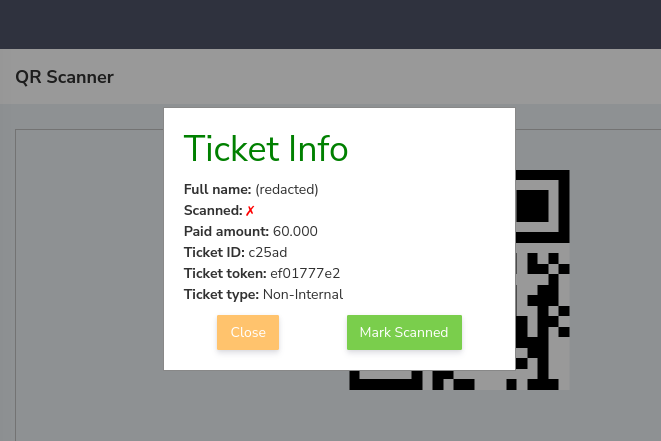 QR Scanner
Ticket Info
Full name: (redacted)
Scanned: ✗
Paid amount: 60.000
Ticket ID: c25ad
Ticket token: ef01777e2
Ticket type: Non-Internal
Close Mark Scanned